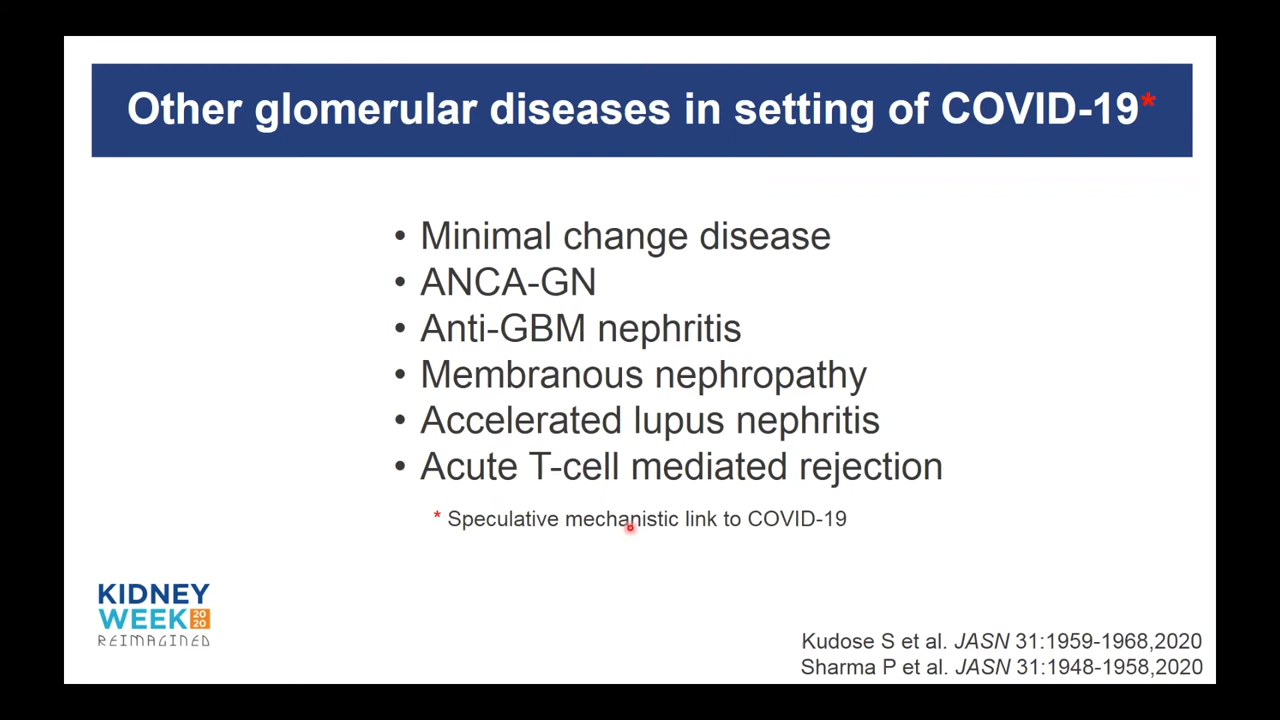 Other glomerular diseases in setting of COVID-19*
• Minimal change disease
• ANCA-GN
• Anti-GBM nephritis
• Membranous nephropathy
• Accelerated lupus nephritis
• Acute T-cell mediated rejection
* Speculative mechanistic link to COVID-19
KIDNEY
WEEK 20 20
REIMAGINED
Kudose S et al. JASN 31:1959-1968,2020
Sharma P et al. JASN 31:1948-1958,2020